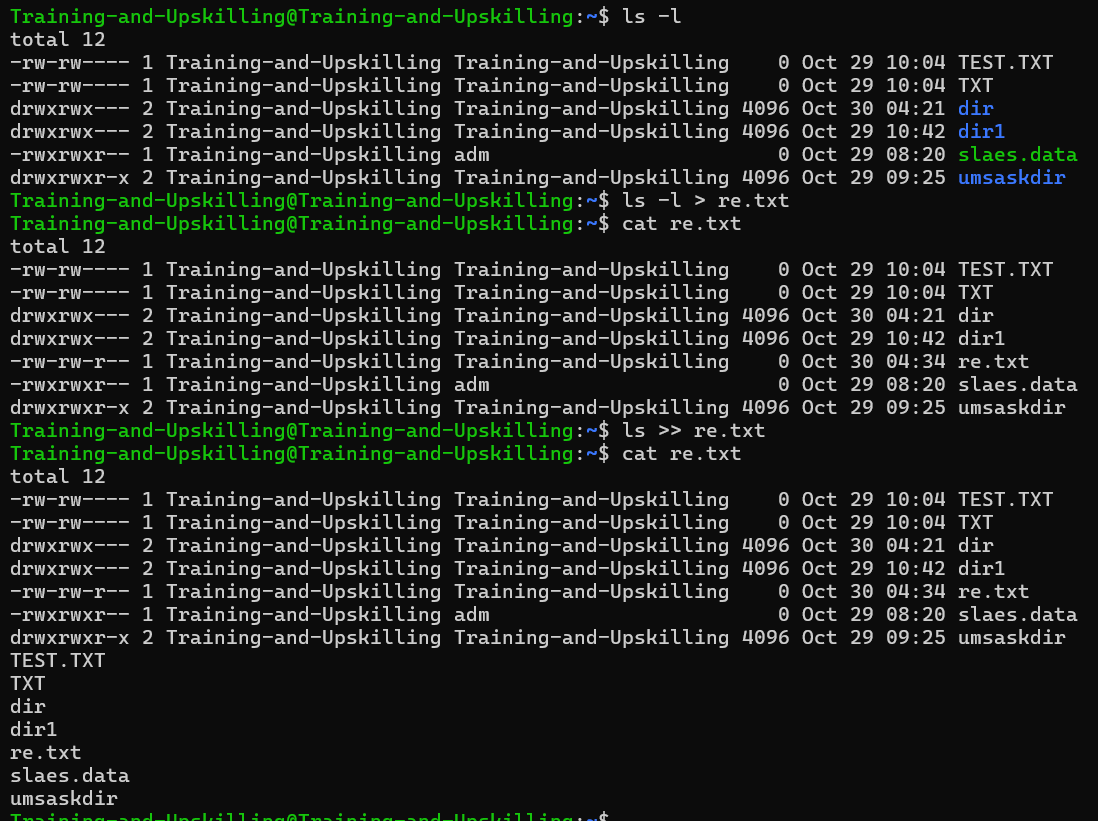 Training-and-Upskilling@Training-and-Upskilling:~$ ls -l
total 12
-rw-rw---- 1 Training-and-Upskilling Training-and-Upskilling    0 Oct 29 10:04 TEST.TXT
-rw-rw---- 1 Training-and-Upskilling Training-and-Upskilling    0 Oct 29 10:04 TXT
drwxrwx--- 2 Training-and-Upskilling Training-and-Upskilling 4096 Oct 30 04:21 dir
drwxrwx--- 2 Training-and-Upskilling Training-and-Upskilling 4096 Oct 29 10:42 dir1
-rwxrwxr-- 1 Training-and-Upskilling adm                        0 Oct 29 08:20 slaes.data
drwxrwxr-x 2 Training-and-Upskilling Training-and-Upskilling 4096 Oct 29 09:25 umsaskdir
Training-and-Upskilling@Training-and-Upskilling:~$ ls -l > re.txt
Training-and-Upskilling@Training-and-Upskilling:~$ cat re.txt
total 12
-rw-rw---- 1 Training-and-Upskilling Training-and-Upskilling    0 Oct 29 10:04 TEST.TXT
-rw-rw---- 1 Training-and-Upskilling Training-and-Upskilling    0 Oct 29 10:04 TXT
drwxrwx--- 2 Training-and-Upskilling Training-and-Upskilling 4096 Oct 30 04:21 dir
drwxrwx--- 2 Training-and-Upskilling Training-and-Upskilling 4096 Oct 29 10:42 dir1
-rw-rw-r-- 1 Training-and-Upskilling Training-and-Upskilling    0 Oct 30 04:34 re.txt
-rwxrwxr-- 1 Training-and-Upskilling adm                        0 Oct 29 08:20 slaes.data
drwxrwxr-x 2 Training-and-Upskilling Training-and-Upskilling 4096 Oct 29 09:25 umsaskdir
Training-and-Upskilling@Training-and-Upskilling:~$ ls >> re.txt
Training-and-Upskilling@Training-and-Upskilling:~$ cat re.txt
total 12
-rw-rw---- 1 Training-and-Upskilling Training-and-Upskilling    0 Oct 29 10:04 TEST.TXT
-rw-rw---- 1 Training-and-Upskilling Training-and-Upskilling    0 Oct 29 10:04 TXT
drwxrwx--- 2 Training-and-Upskilling Training-and-Upskilling 4096 Oct 30 04:21 dir
drwxrwx--- 2 Training-and-Upskilling Training-and-Upskilling 4096 Oct 29 10:42 dir1
-rw-rw-r-- 1 Training-and-Upskilling Training-and-Upskilling    0 Oct 30 04:34 re.txt
-rwxrwxr-- 1 Training-and-Upskilling adm                        0 Oct 29 08:20 slaes.data
drwxrwxr-x 2 Training-and-Upskilling Training-and-Upskilling 4096 Oct 29 09:25 umsaskdir
TEST.TXT
TXT
dir
dir1
re.txt
slaes.data
umsaskdir
Training-and-Upskilling@Training-and-Upskilling:~$